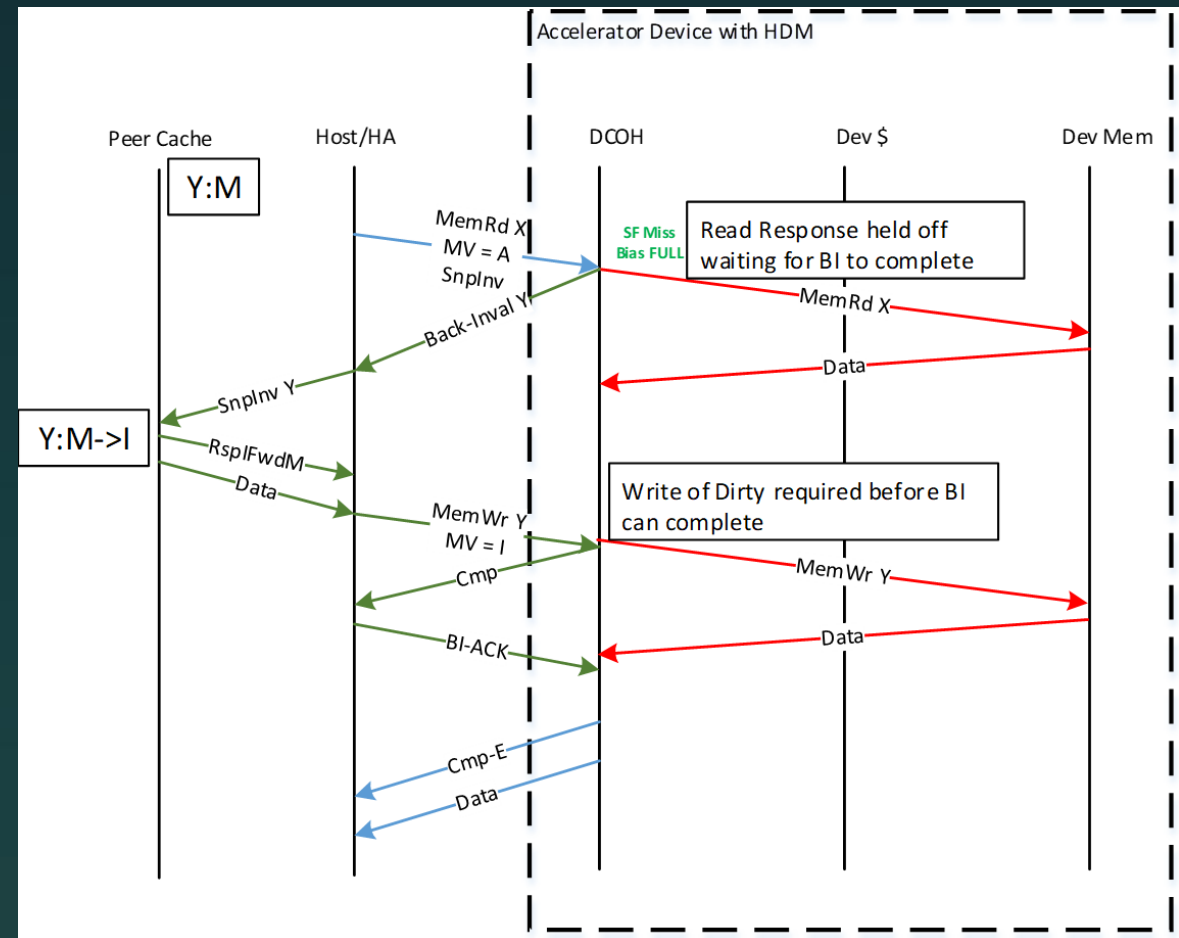 Accelerator Device with HDM
Peer Cache
Host/HA
DCOH
Dev $
Dev Mem
Y:M
MemRd X
MV = A
SnpInv
SF Miss
Bias FULL
Read Response held off
waiting for BI to complete
MemRd X
Back-Inval Y
Data
SnpInv Y
Y:M->I
RspIFwdM
Data
MemWr Y
MV = I
Write of Dirty required before BI
can complete
Cmp
MemWr Y
BI-ACK
Data
Cmp-E
Data